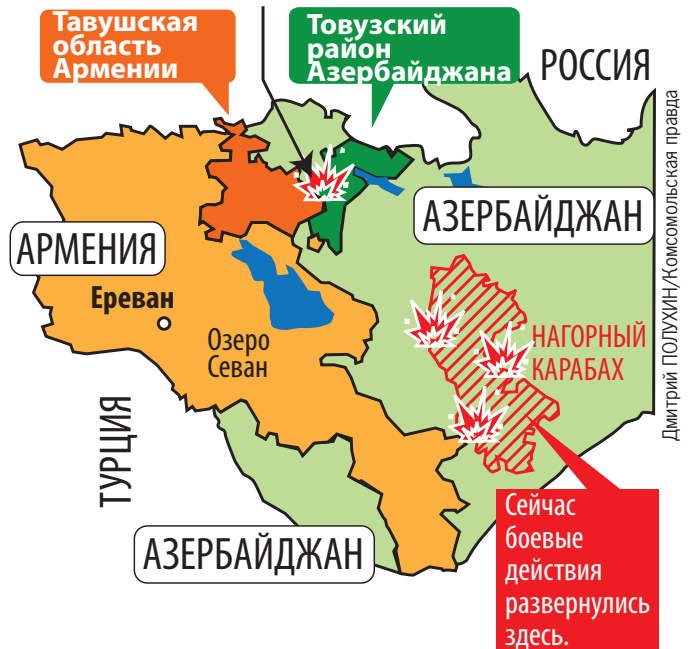 Тавушская
область
Армении
Товузский
район
Азербайджана
РОССИЯ
АЗЕРБАЙДЖАН
АРМЕНИЯ
Ереван
Озеро
Севан
НАГОРНЫЙ
КАРАБАХ
ТУРЦИЯ
АЗЕРБАЙДЖАН
Сейчас
боевые
действия
развернулись
здесь.
Дмитрий ПОЛУХИН/Комсомольская правда